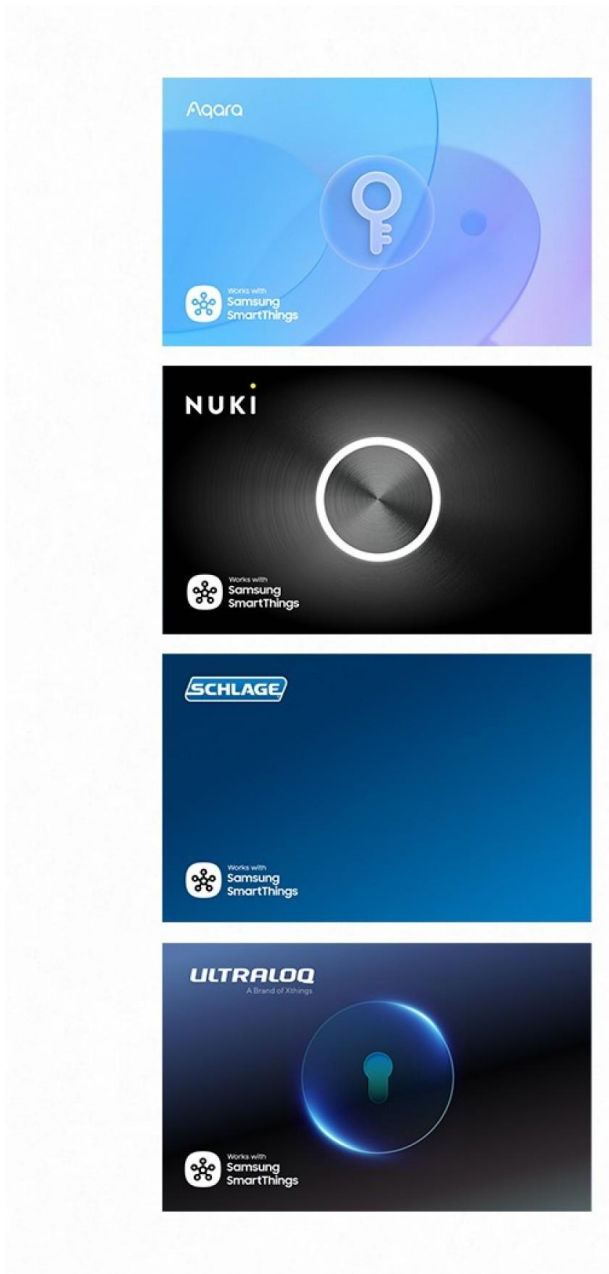 Aqara
Works with
Samsung
SmartThings
NUKI
Works with
Samsung
SmartThings
SCHLAGE
Works with
Samsung
SmartThings
ULTRALOQ
A Brand of Xthings
Works with
Samsung
SmartThings